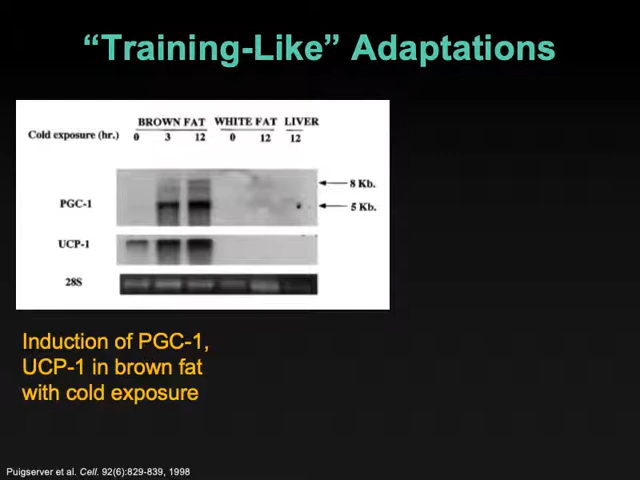 “Training-Like” Adaptations
BROWN FAT WHITE FAT LIVER
Cold exposure (hr.) 0 3 12 0 12 12
8 Kb.
PGC-1
5 Kb.
UCP-1
28S
Induction of PGC-1,
UCP-1 in brown fat
with cold exposure
Puigserver et al. Cell. 92(6):829-839, 1998